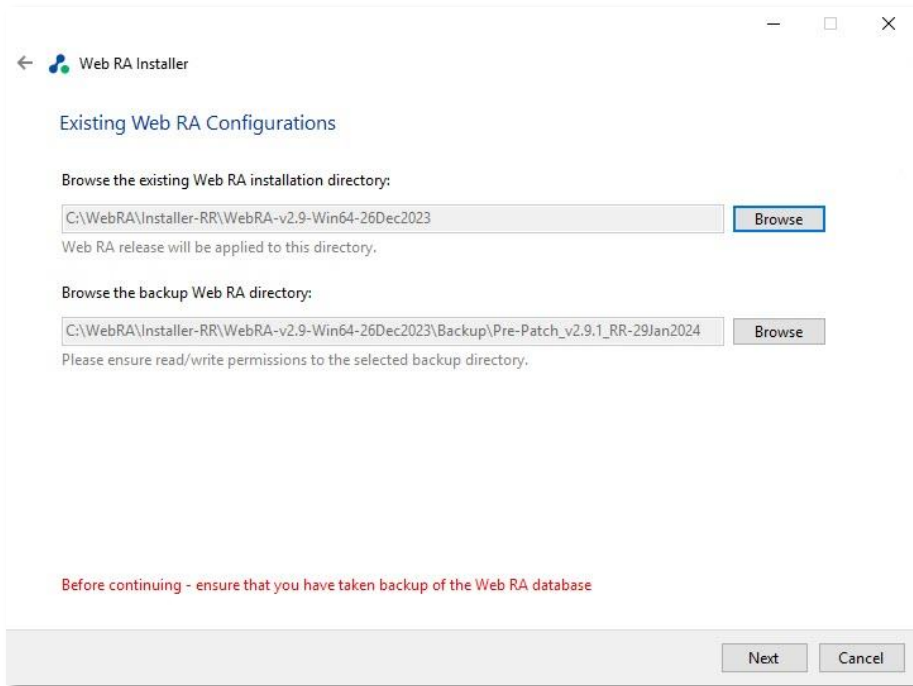 Web RA Installer
Existing Web RA Configurations
Browse the existing Web RA installation directory:
C:\WebRA\Installer-RR\WebRA-v2.9-Win64-26Dec2023
Browse
Web RA release will be applied to this directory.
Browse the backup Web RA directory:
C:\WebRA\Installer-RR\WebRA-v2.9-Win64-26Dec2023\Backup\Pre-Patch_v2.9.1_RR-29Jan2024
Browse
Please ensure read/write permissions to the selected backup directory.
Before continuing - ensure that you have taken backup of the Web RA database
Next
Cancel